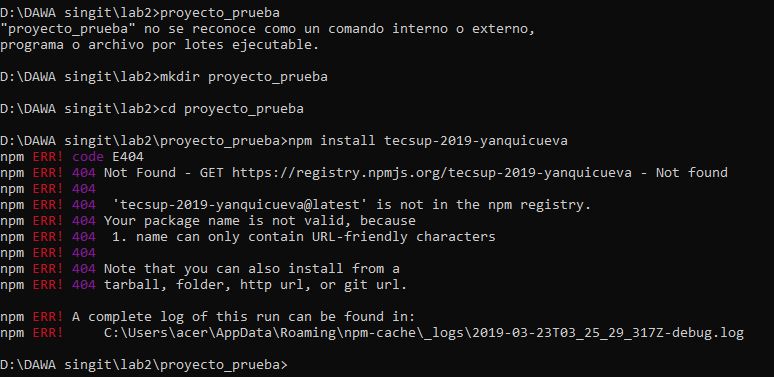 D:\DAWA singit\lab2>proyecto_prueba
"proyecto_prueba" no se reconoce como un comando interno o externo,
programa o archivo por lotes ejecutable.
D:\DAWA singit\lab2>mkdir proyecto_prueba
D:\DAWA singit\lab2>cd proyecto_prueba
D:\DAWA singit\lab2\proyecto_prueba>npm install tecsup-2019-yanquicueva
npm ERR! code E404
npm ERR! 404 Not Found - GET https://registry.npmjs.org/tecsup-2019-yanquicueva - Not found
npm ERR! 404
npm ERR! 404  'tecsup-2019-yanquicueva@latest' is not in the npm registry.
npm ERR! 404 Your package name is not valid, because
npm ERR! 404  1. name can only contain URL-friendly characters
npm ERR! 404
npm ERR! 404 Note that you can also install from a
npm ERR! 404 tarball, folder, http url, or git url.
npm ERR! A complete log of this run can be found in:
npm ERR!     C:\Users\acer\AppData\Roaming\npm-cache\_logs\2019-03-23T03_25_29_317Z-debug.log
D:\DAWA singit\lab2\proyecto_prueba>